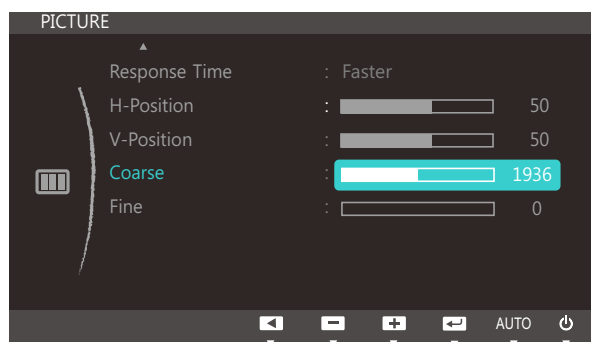 PICTURE
Response Time : Faster
H-Position : 50
V-Position : 50
Coarse : 1936
Fine : 0
AUTO